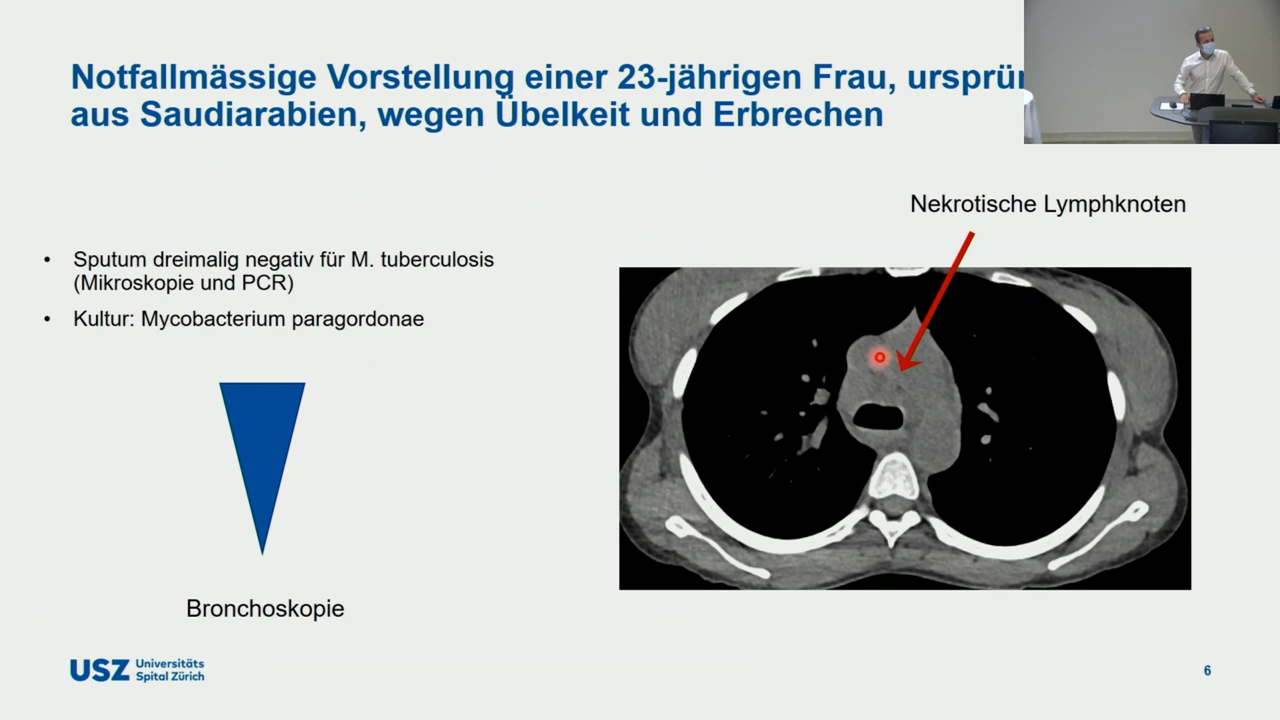 Notfallmässige Vorstellung einer 23-jährigen Frau,
aus Saudiarabien, wegen Übelkeit und Erbrechen
Nekrotische Lymphknoten
• Sputum dreimalig negativ für M. tuberculosis
(Mikroskopie und PCR)
• Kultur: Mycobacterium paragordonae
Bronchoskopie
USZ Universitäts
Spital Zürich
6